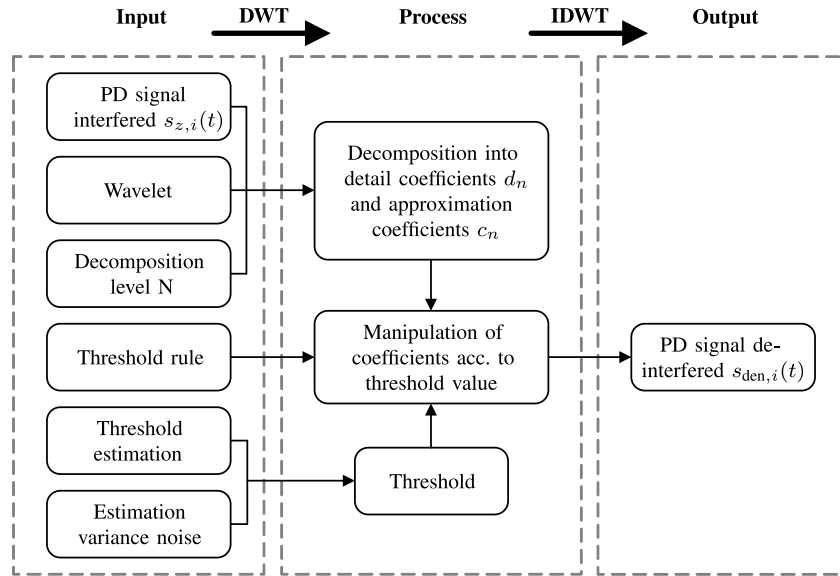 Input
DWT
Process
IDWT
Output
PD signal
interfered s_{z,i}(t)
Wavelet
Decomposition
level N
Threshold rule
Threshold
estimation
Estimation
variance noise
Decomposition into
detail coefficients d_n
and approximation
coefficients c_n
Manipulation of
coefficients acc. to
threshold value
Threshold
PD signal de-
interfered s_{den,i}(t)